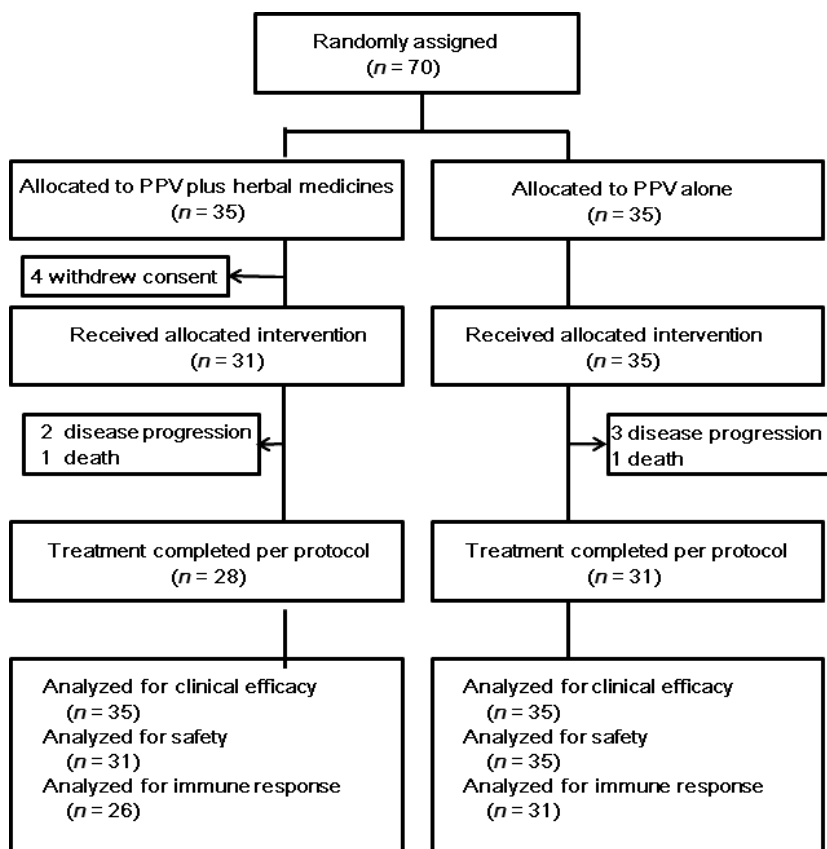 Randomly assigned
(n = 70)
Allocated to PPV plus herbal medicines
(n = 35)
Allocated to PPV alone
(n = 35)
4 withdrew consent
Received allocated intervention
(n = 31)
Received allocated intervention
(n = 35)
2 disease progression
1 death
3 disease progression
1 death
Treatment completed per protocol
(n = 28)
Treatment completed per protocol
(n = 31)
Analyzed for clinical efficacy
(n = 35)
Analyzed for safety
(n = 31)
Analyzed for immune response
(n = 26)
Analyzed for clinical efficacy
(n = 35)
Analyzed for safety
(n = 35)
Analyzed for immune response
(n = 31)